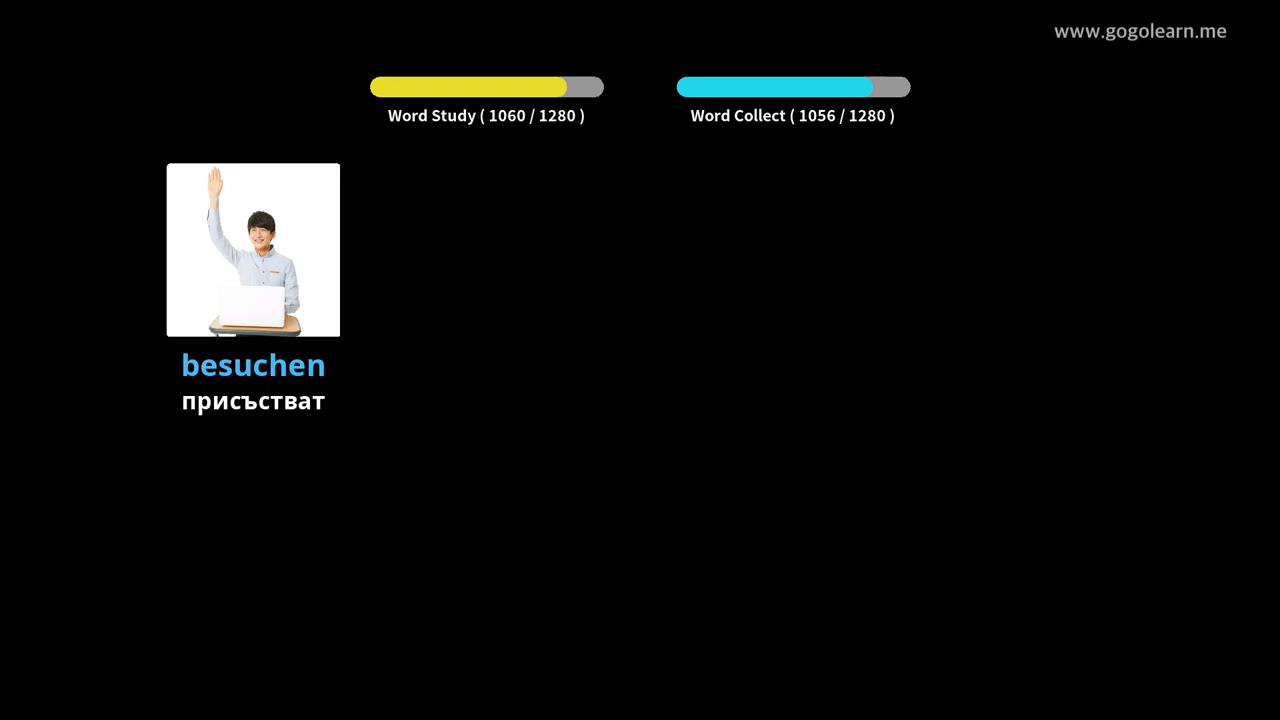 www.gogolearn.me
Word Study ( 1060 / 1280 )
Word Collect ( 1056 / 1280 )
besuchen
присъстват